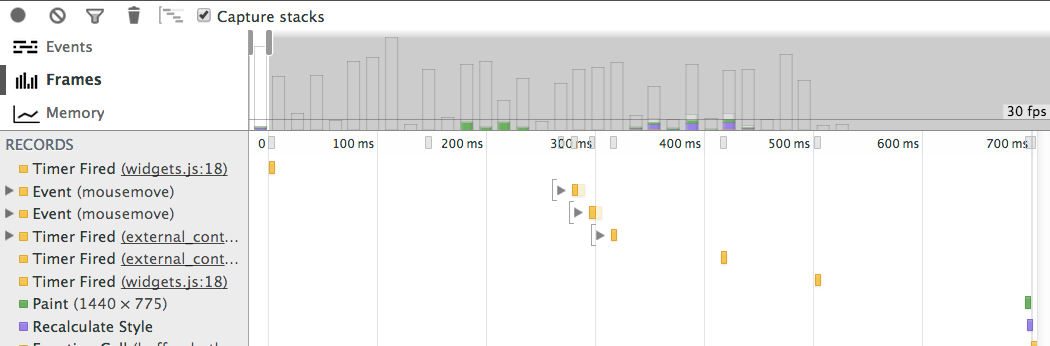 Capture stacks
Events
Frames
Memory
30 fps
RECORDS
0 100 ms 200 ms 300 ms 400 ms 500 ms 600 ms 700 ms
Timer Fired (widgets.js:18)
Event (mousemove)
Event (mousemove)
Timer Fired (external_cont...
Timer Fired (external_cont...
Timer Fired (widgets.js:18)
Paint (1440 × 775)
Recalculate Style